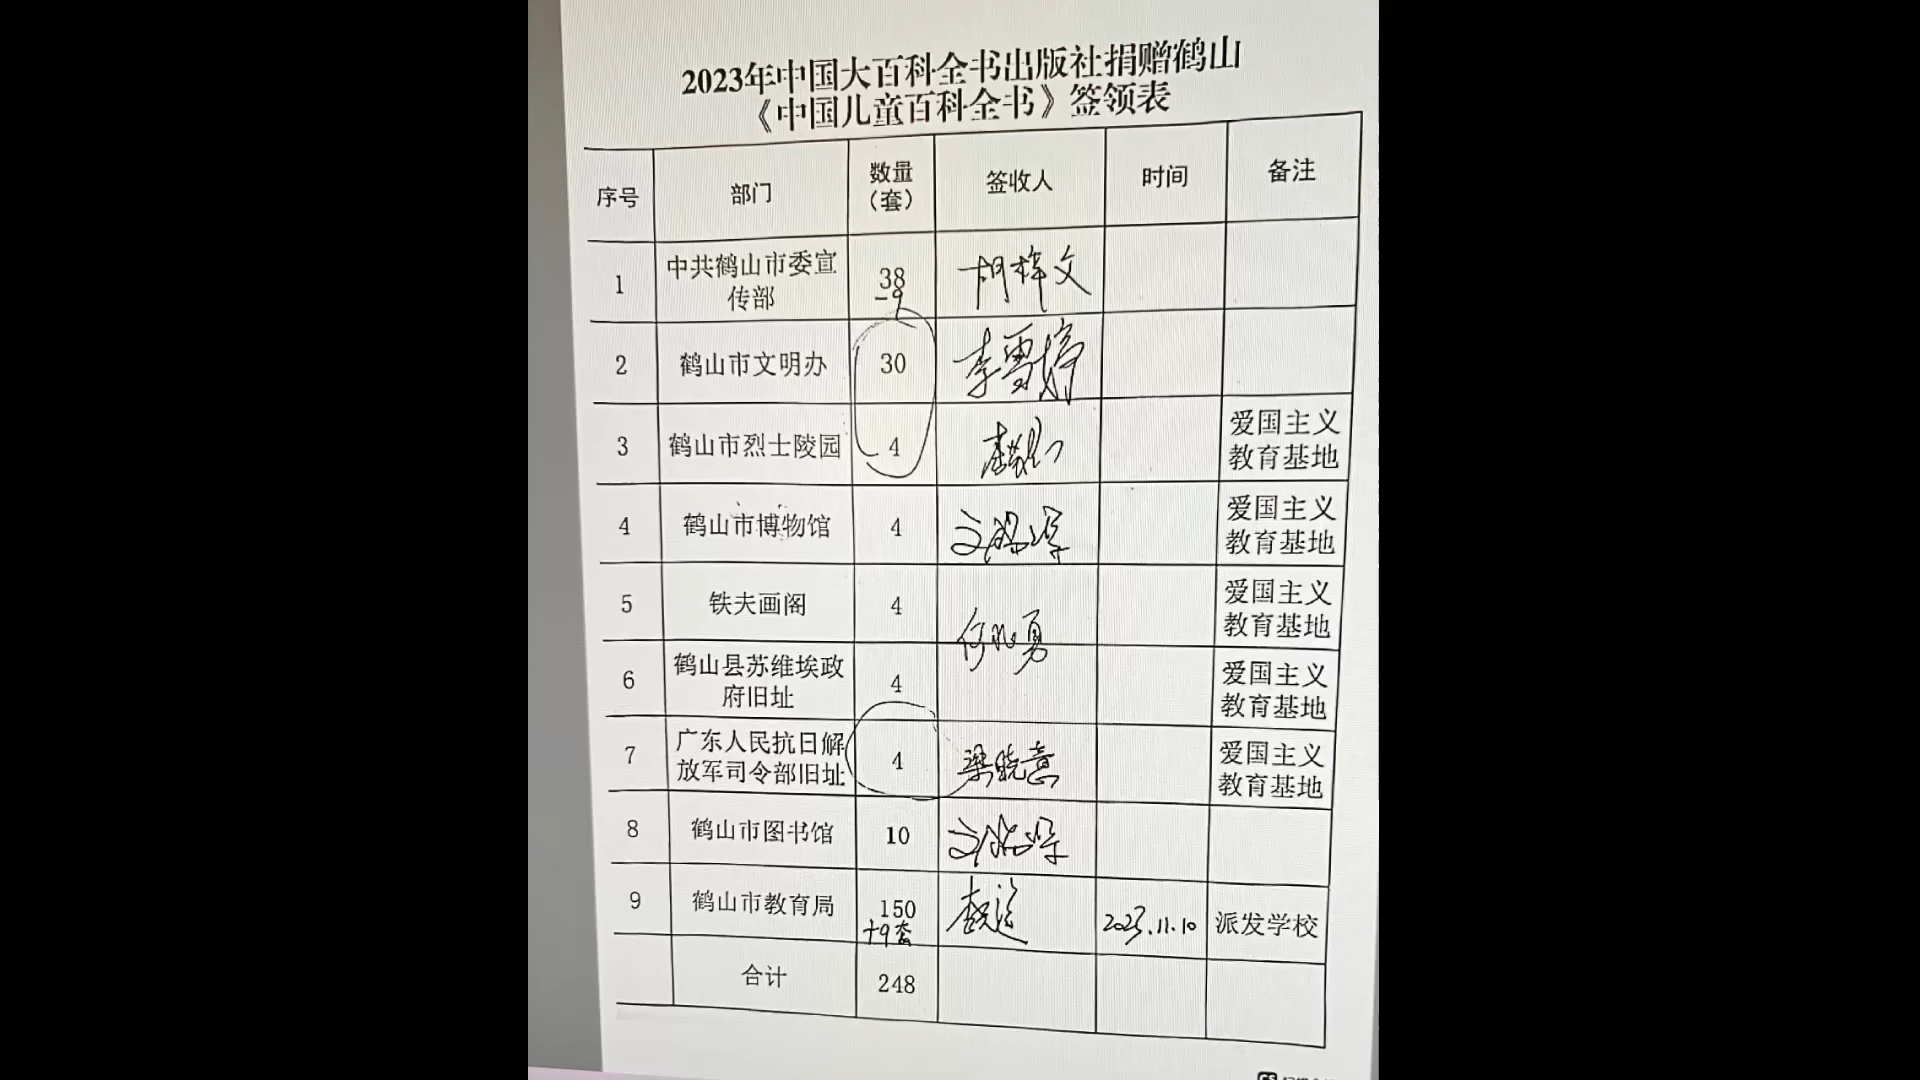 2023年中国大百科全书出版社捐赠鹤山
《中国儿童百科全书》签领表
序号 部门 数量（套） 签收人 时间 备注
1 中共鹤山市委宣传部 38 -9 胡梓文
2 鹤山市文明办 30 李雪婷
3 鹤山市烈士陵园 4 爱国主义教育基地
4 鹤山市博物馆 4 爱国主义教育基地
5 铁夫画阁 4 爱国主义教育基地
6 鹤山县苏维埃政府旧址 4 爱国主义教育基地
7 广东人民抗日解放军司令部旧址 4 梁晓意 爱国主义教育基地
8 鹤山市图书馆 10
9 鹤山市教育局 150 +9套 2023.11.10 派发学校
合计 248